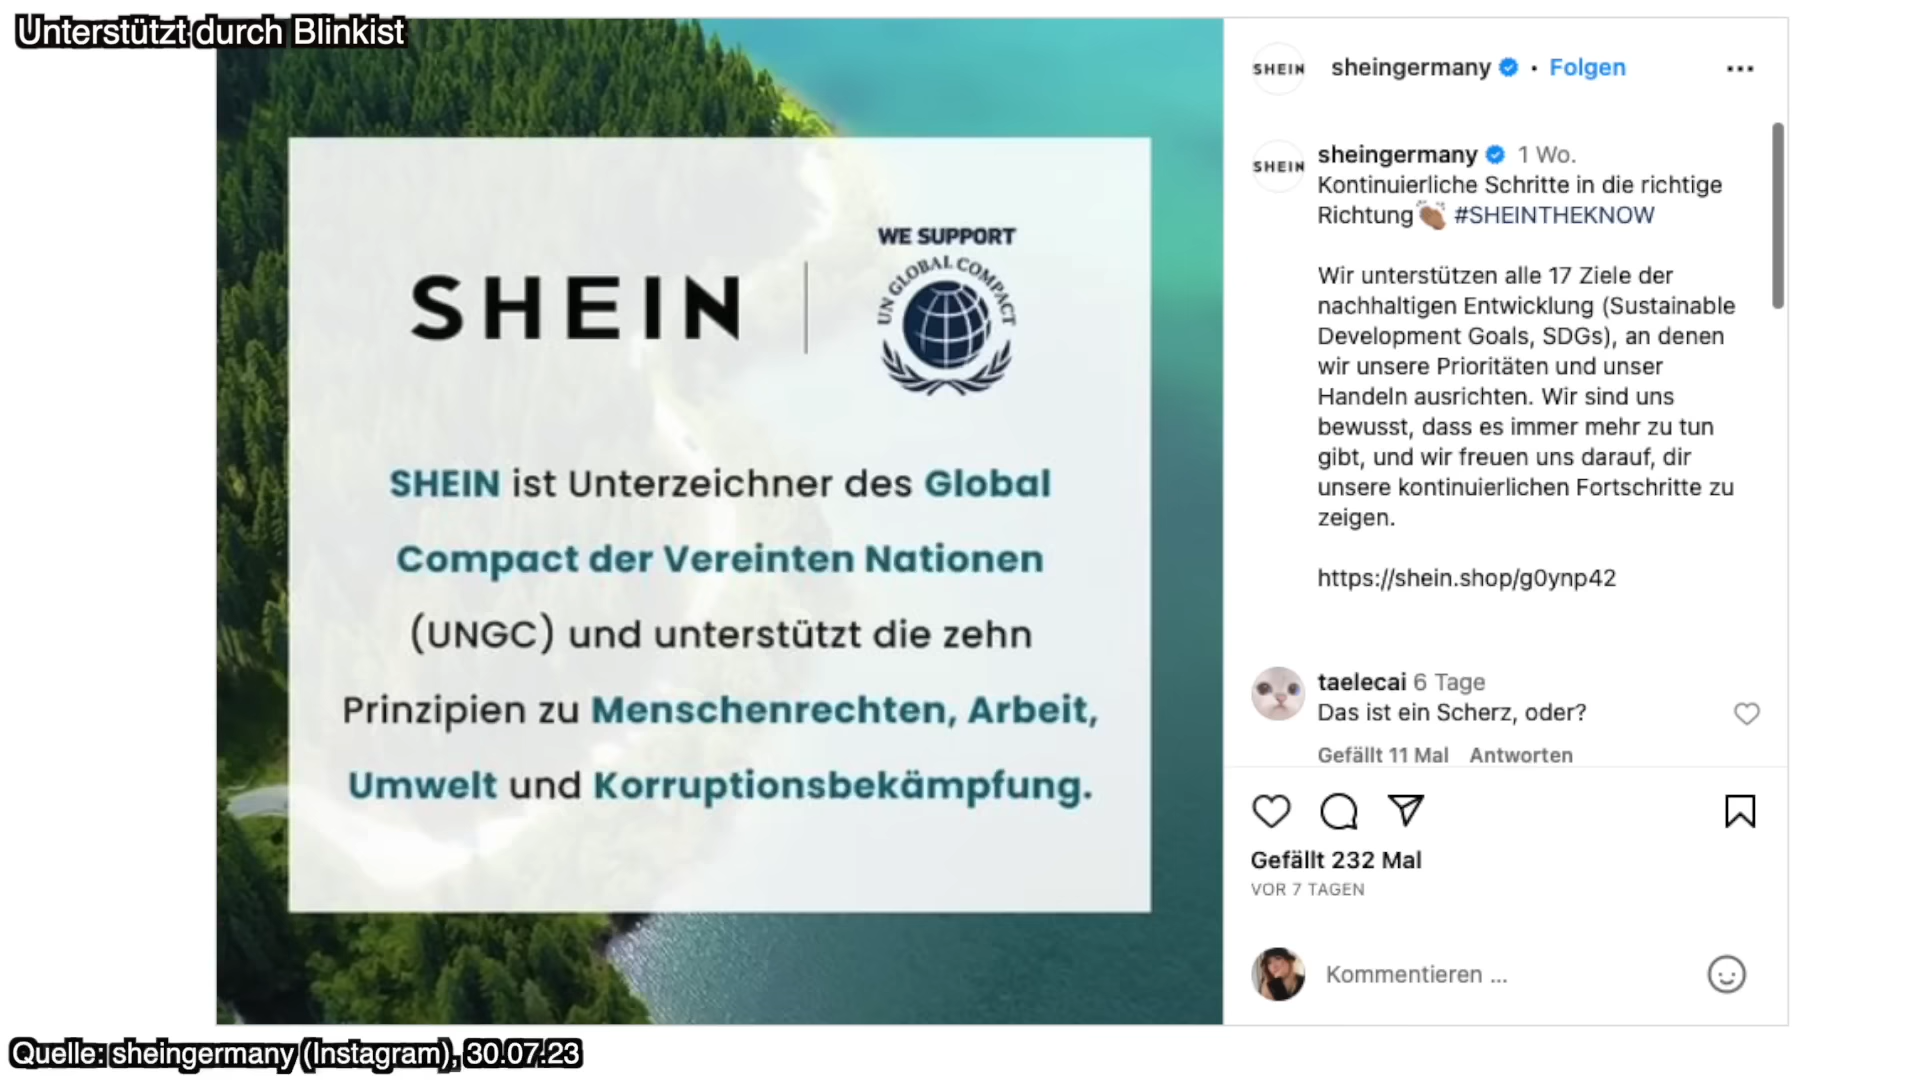 Unterstützt durch Blinkist
SHEIN
WE SUPPORT
UN GLOBAL COMPACT
SHEIN ist Unterzeichner des Global
Compact der Vereinten Nationen
(UNGC) und unterstützt die zehn
Prinzipien zu Menschenrechten, Arbeit,
Umwelt und Korruptionsbekämpfung.
SHEIN
sheingermany • Folgen
SHEIN
sheingermany 1 Wo.
Kontinuierliche Schritte in die richtige
Richtung👏🏽 #SHEINTHEKNOW
Wir unterstützen alle 17 Ziele der
nachhaltigen Entwicklung (Sustainable
Development Goals, SDGs), an denen
wir unsere Prioritäten und unser
Handeln ausrichten. Wir sind uns
bewusst, dass es immer mehr zu tun
gibt, und wir freuen uns darauf, dir
unsere kontinuierlichen Fortschritte zu
zeigen.
https://shein.shop/g0ynp42
taelecai 6 Tage
Das ist ein Scherz, oder?
Gefällt 11 Mal Antworten
Gefällt 232 Mal
VOR 7 TAGEN
Kommentieren ...
Quelle: sheingermany (Instagram), 30.07.23